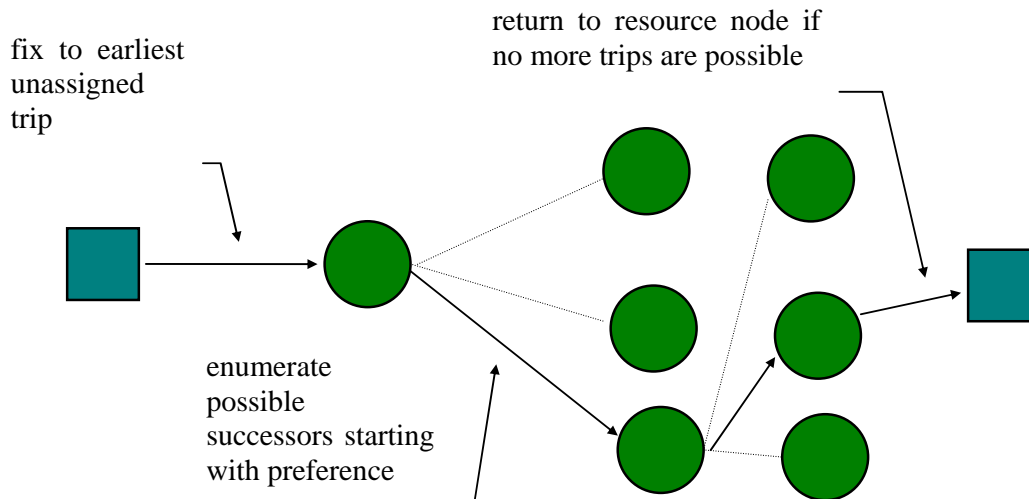 fix to earliest
unassigned
trip
return to resource node if
no more trips are possible
enumerate
possible
successors starting
with preference